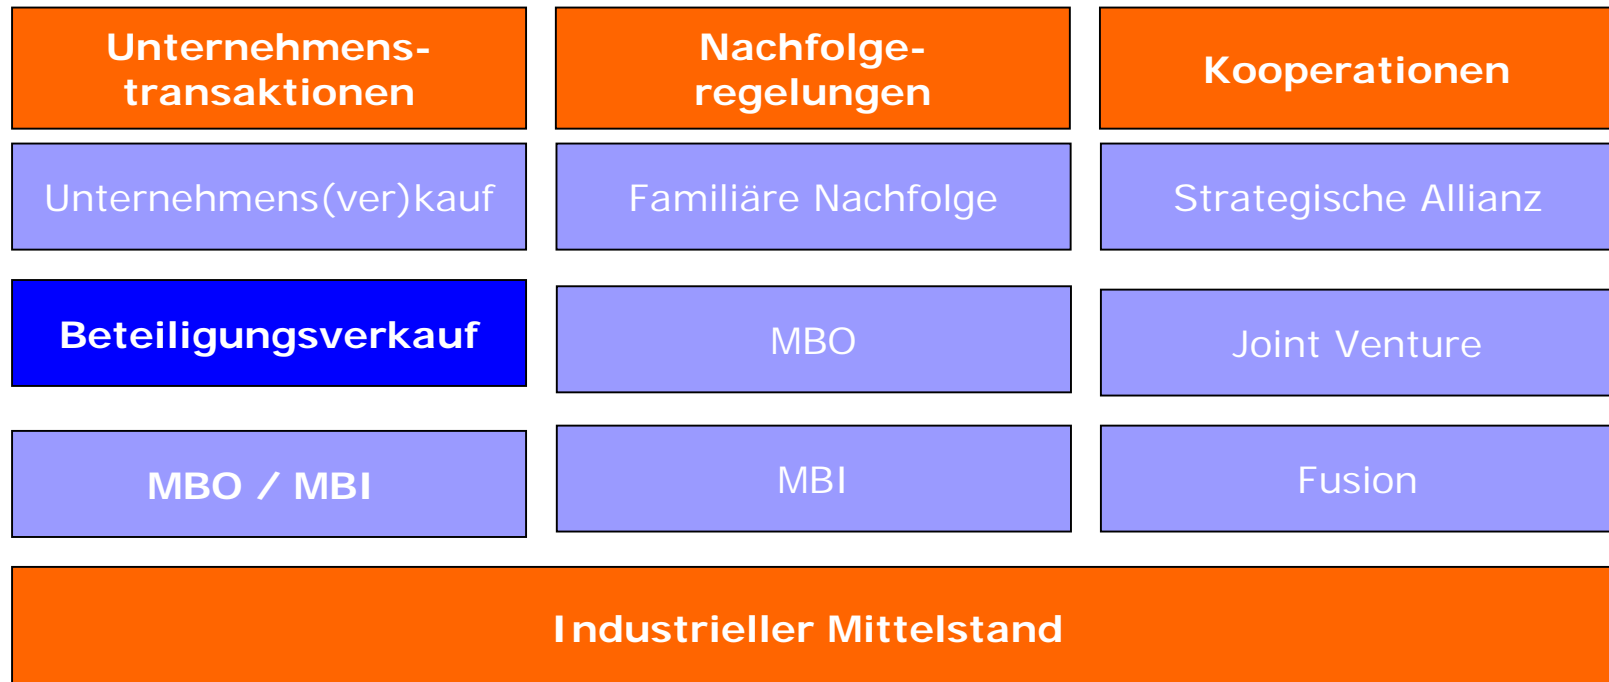 Unternehmens-
transaktionen
Nachfolge-
regelungen
Kooperationen
Unternehmens(ver)kauf
Familiäre Nachfolge
Strategische Allianz
Beteiligungsverkauf
MBO
Joint Venture
MBO / MBI
MBI
Fusion
Industrieller Mittelstand